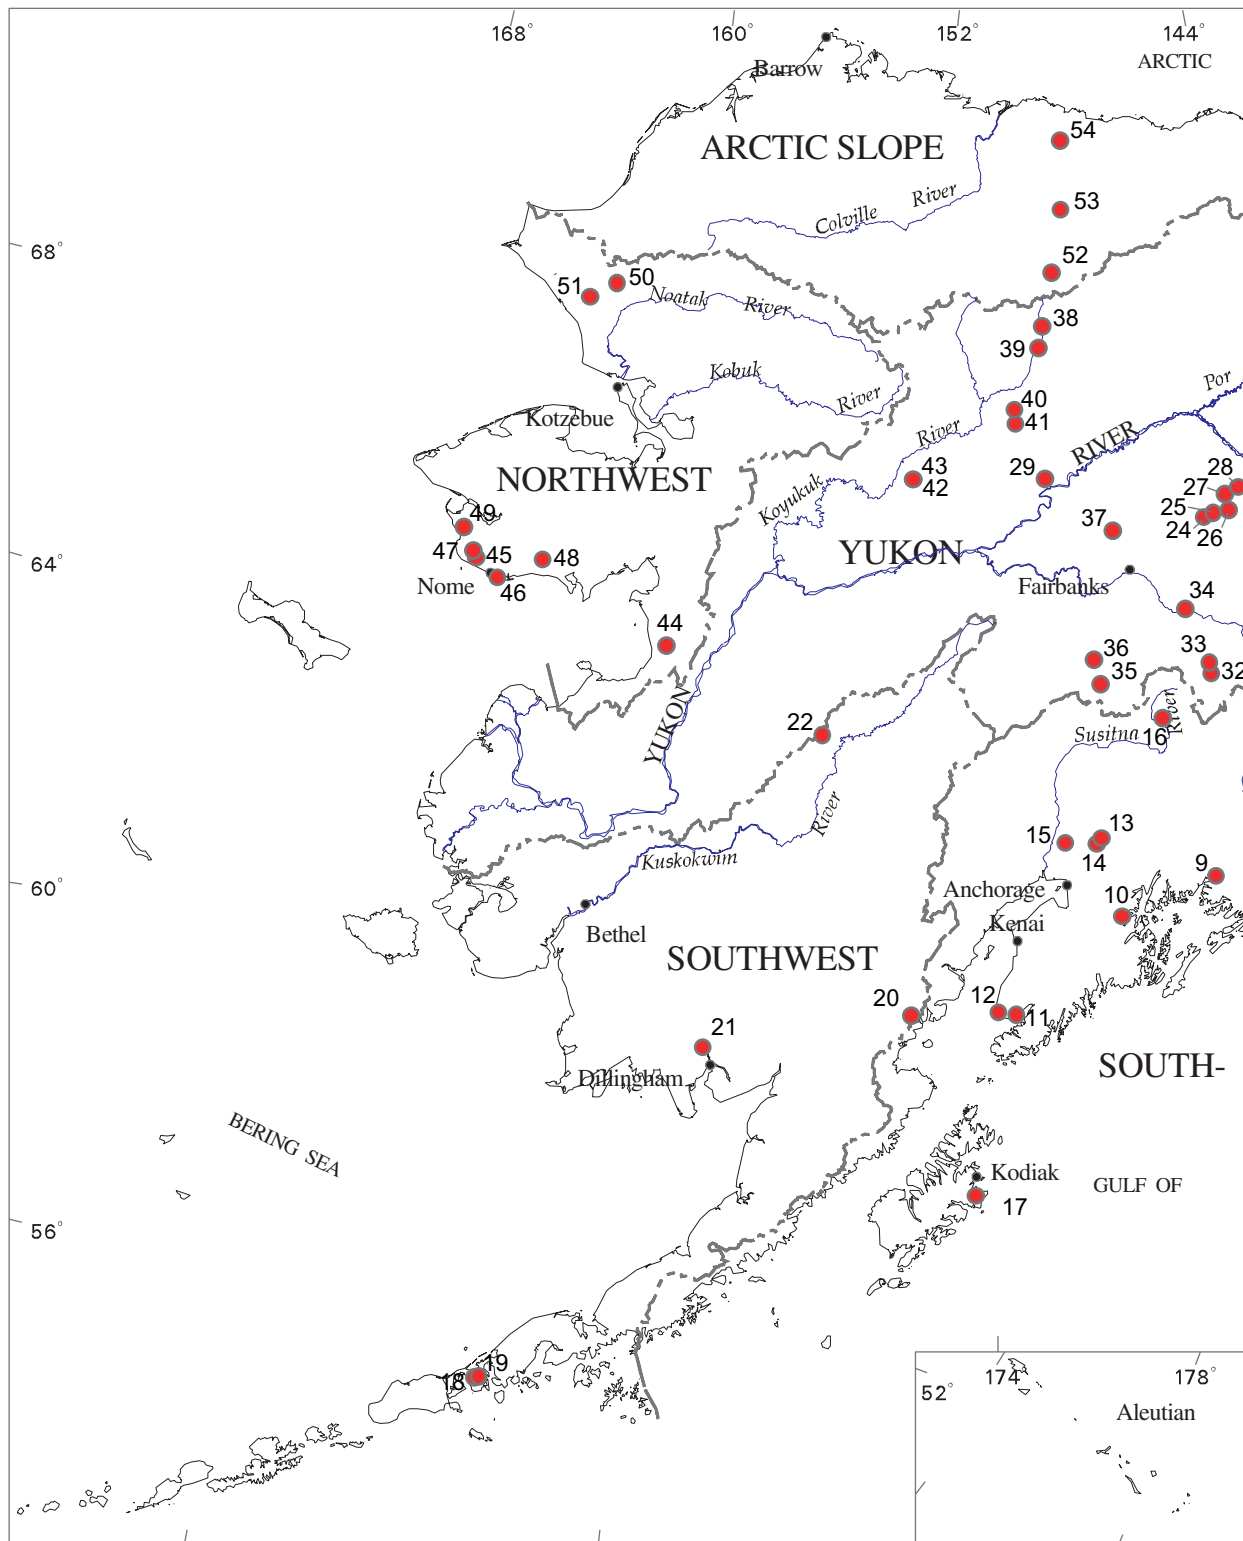 168°
160°
152°
144°
ARCTIC
Barrow
ARCTIC SLOPE
54
53
Colville River
68°
52
51
50
Noatak River
38
39
Kobuk River
Por
40
41
Kotzebue
River
RIVER
NORTHWEST
43
42
29
28
27
25
24
26
Koyukuk
49
37
YUKON
47
45
48
64°
Nome
46
Fairbanks
34
44
36
33
35
32
YUKON
22
River
Susitna
16
River
13
15
14
Kuskokwim
9
60°
Anchorage
10
Kenai
Bethel
SOUTHWEST
20
12
11
21
SOUTH-
Dillingham
BERING SEA
Kodiak
GULF OF
17
56°
19
18
174°
178°
52°
Aleutian